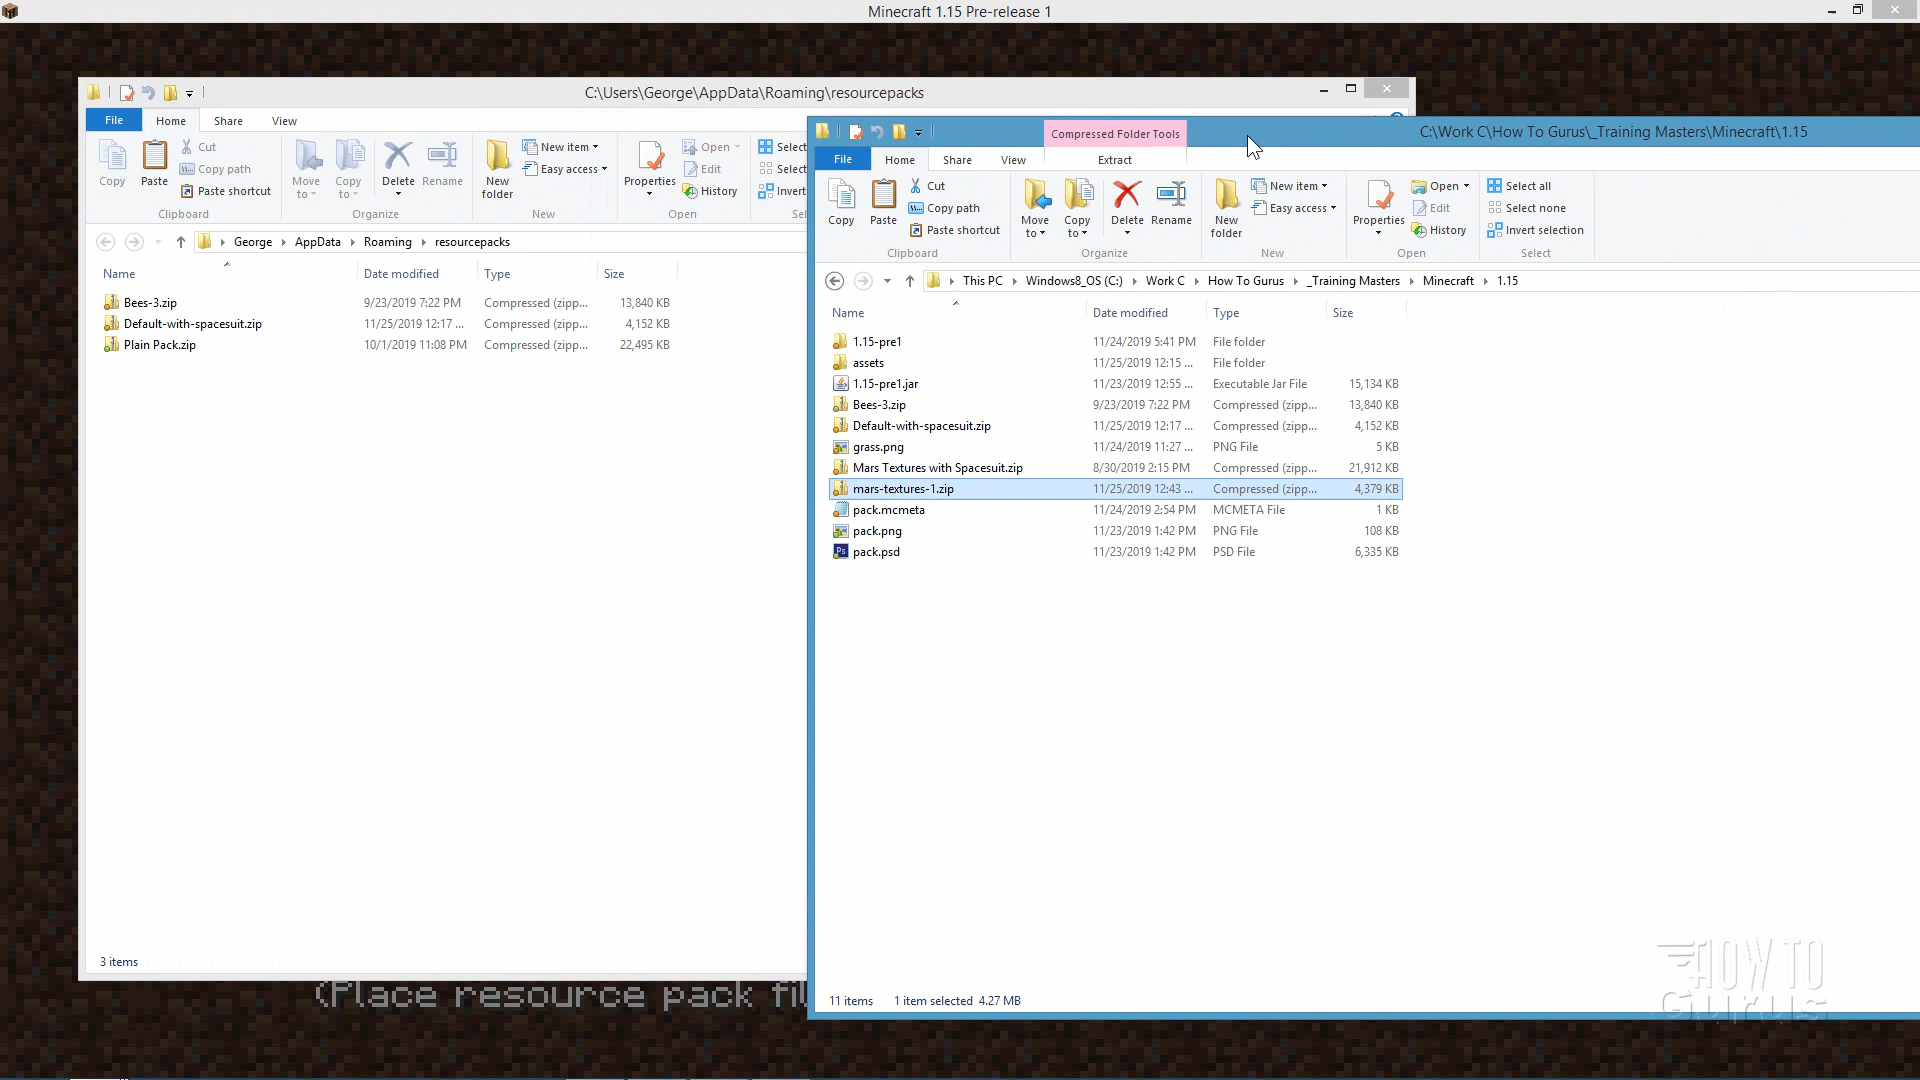 Minecraft 1.15 Pre-release 1
C:\Users\George\AppData\Roaming\resourcepacks
File Home Share View
Copy Paste Cut Copy path Paste shortcut
Move to Copy to Delete Rename
New folder New item Easy access
Properties Open Edit History
Select Select Invert
Clipboard Organize New Open Sel
George AppData Roaming resourcepacks
Name Date modified Type Size
Bees-3.zip 9/23/2019 7:22 PM Compressed (zipp... 13,840 KB
Default-with-spacesuit.zip 11/25/2019 12:17 ... Compressed (zipp... 4,152 KB
Plain Pack.zip 10/1/2019 11:08 PM Compressed (zipp... 22,495 KB
3 items
(Place resource pack fil
Compressed Folder Tools
C:\Work C\How To Gurus\_Training Masters\Minecraft\1.15
File Home Share View Extract
Copy Paste Cut Copy path Paste shortcut
Move to Copy to Delete Rename
New folder New item Easy access
Properties Open Edit History
Select all Select none Invert selection
Clipboard Organize New Open Select
This PC Windows8_OS (C:) Work C How To Gurus _Training Masters Minecraft 1.15
Name Date modified Type Size
1.15-pre1 11/24/2019 5:41 PM File folder
assets 11/25/2019 12:15 ... File folder
1.15-pre1.jar 11/23/2019 12:55 ... Executable Jar File 15,134 KB
Bees-3.zip 9/23/2019 7:22 PM Compressed (zipp... 13,840 KB
Default-with-spacesuit.zip 11/25/2019 12:17 ... Compressed (zipp... 4,152 KB
grass.png 11/24/2019 11:27 ... PNG File 5 KB
Mars Textures with Spacesuit.zip 8/30/2019 2:15 PM Compressed (zipp... 21,912 KB
mars-textures-1.zip 11/25/2019 12:43 ... Compressed (zipp... 4,379 KB
pack.mcmeta 11/24/2019 2:54 PM MCMETA File 1 KB
pack.png 11/23/2019 1:42 PM PNG File 108 KB
pack.psd 11/23/2019 1:42 PM PSD File 6,335 KB
11 items 1 item selected 4.27 MB
HOW TO
GURUS